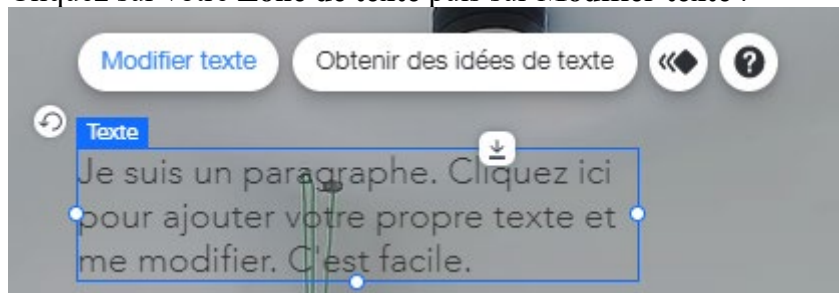 Cliquez sur votre Zone de texte puis sur Modifier texte :
Modifier texte
Obtenir des idées de texte
?
Texte
Je suis un paragraphe. Cliquez ici
pour ajouter votre propre texte et
me modifier. C'est facile.